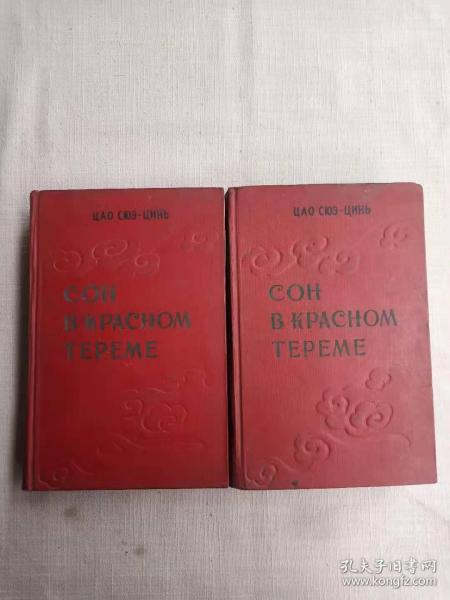 ЦАО СЮЭ-ЦИНЬ
СОН
В КРАСНОМ
ТЕРЕМЕ
ЦАО СЮЭ-ЦИНЬ
СОН
В КРАСНОМ
ТЕРЕМЕ
孔夫子旧书网
www.kongfz.com